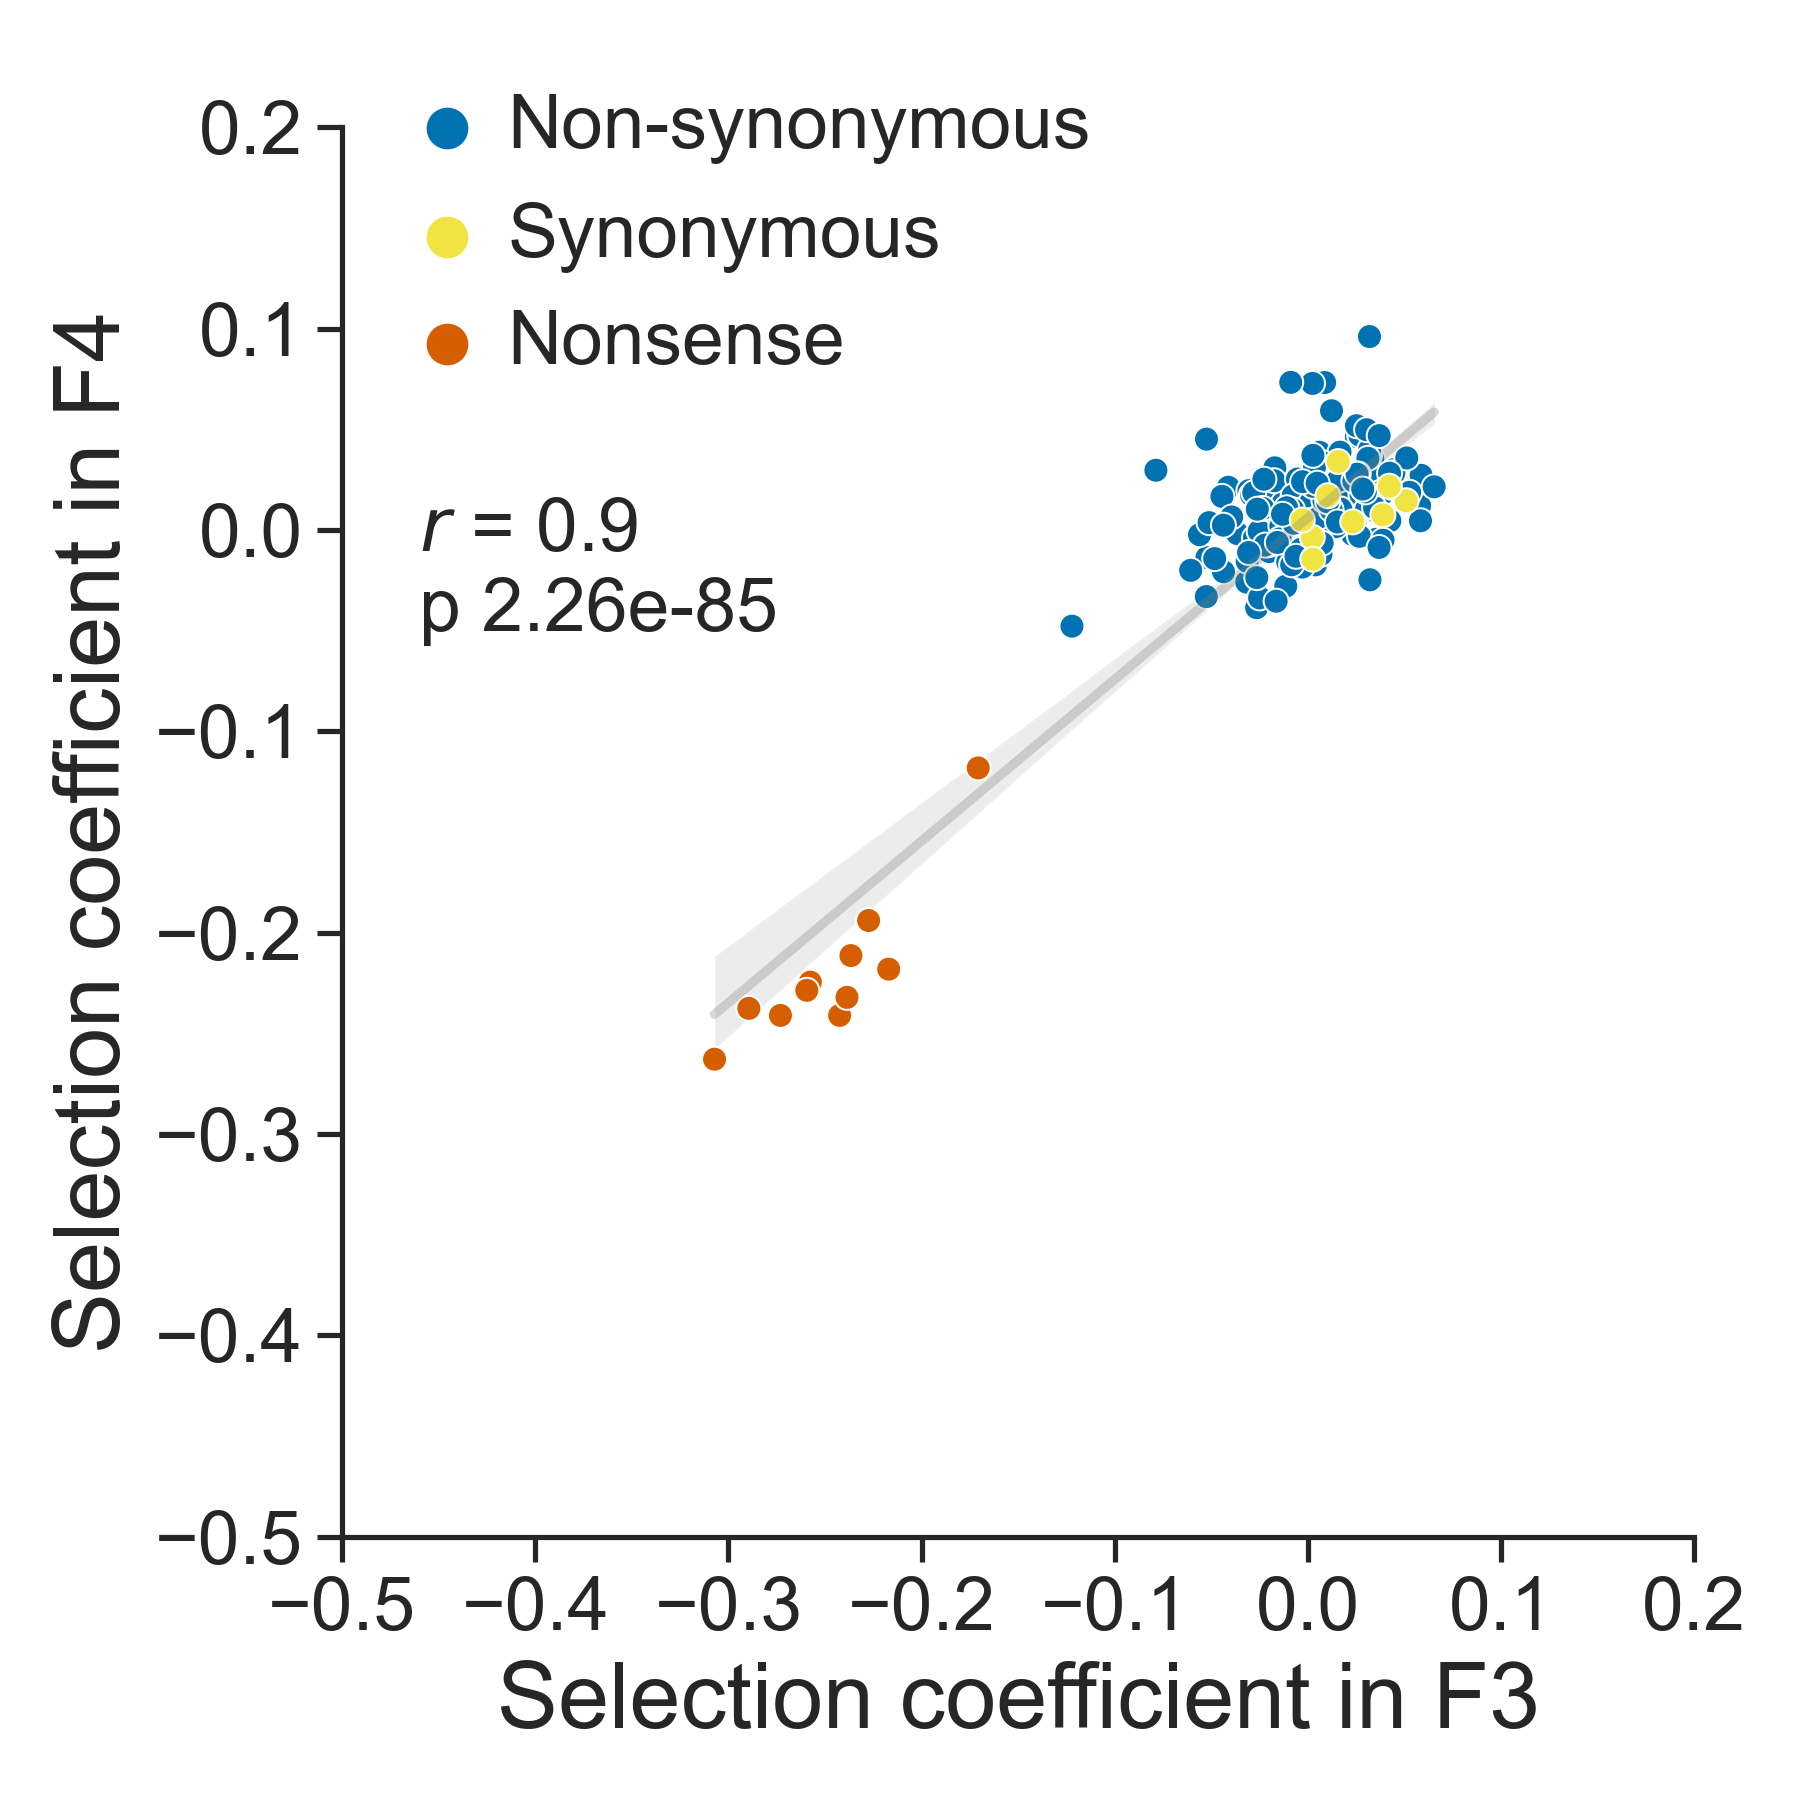 Non-synonymous
Synonymous
Nonsense
r = 0.9
p 2.26e-85
0.2
0.1
0.0
−0.1
−0.2
−0.3
−0.4
−0.5
Selection coefficient in F4
−0.5 −0.4 −0.3 −0.2 −0.1 0.0 0.1 0.2
Selection coefficient in F3